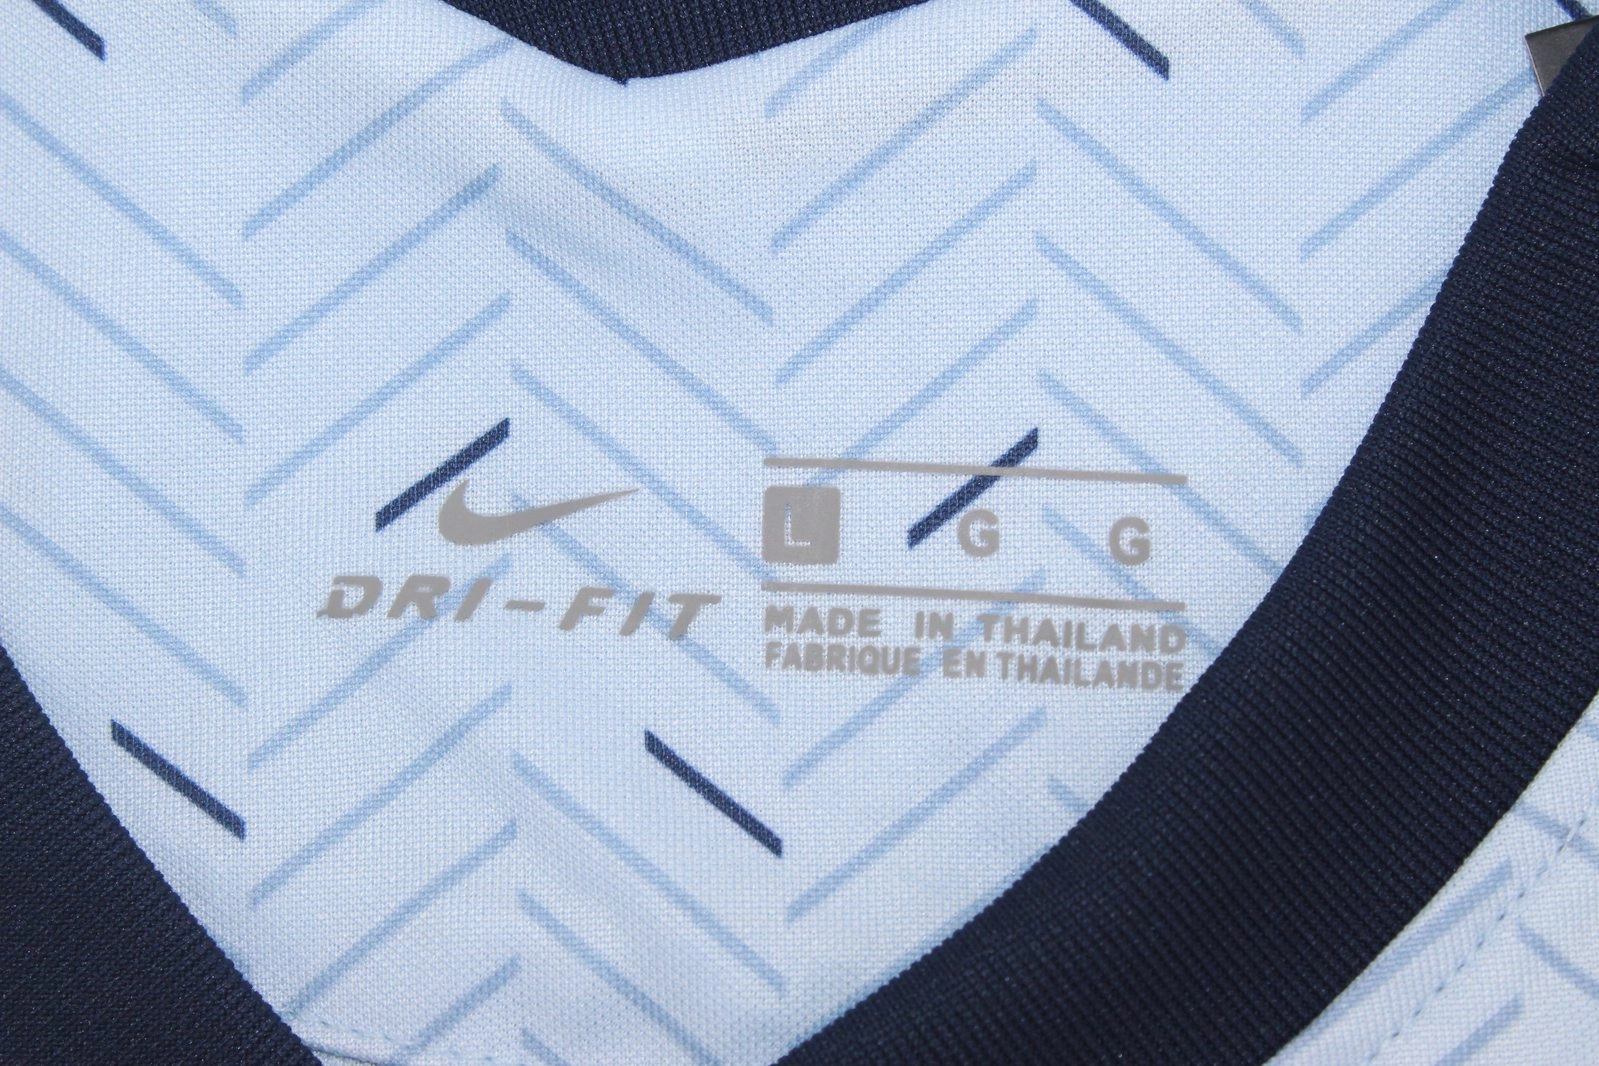 DRI-FIT
L G G
MADE IN THAILAND
FABRIQUE EN THAILANDE